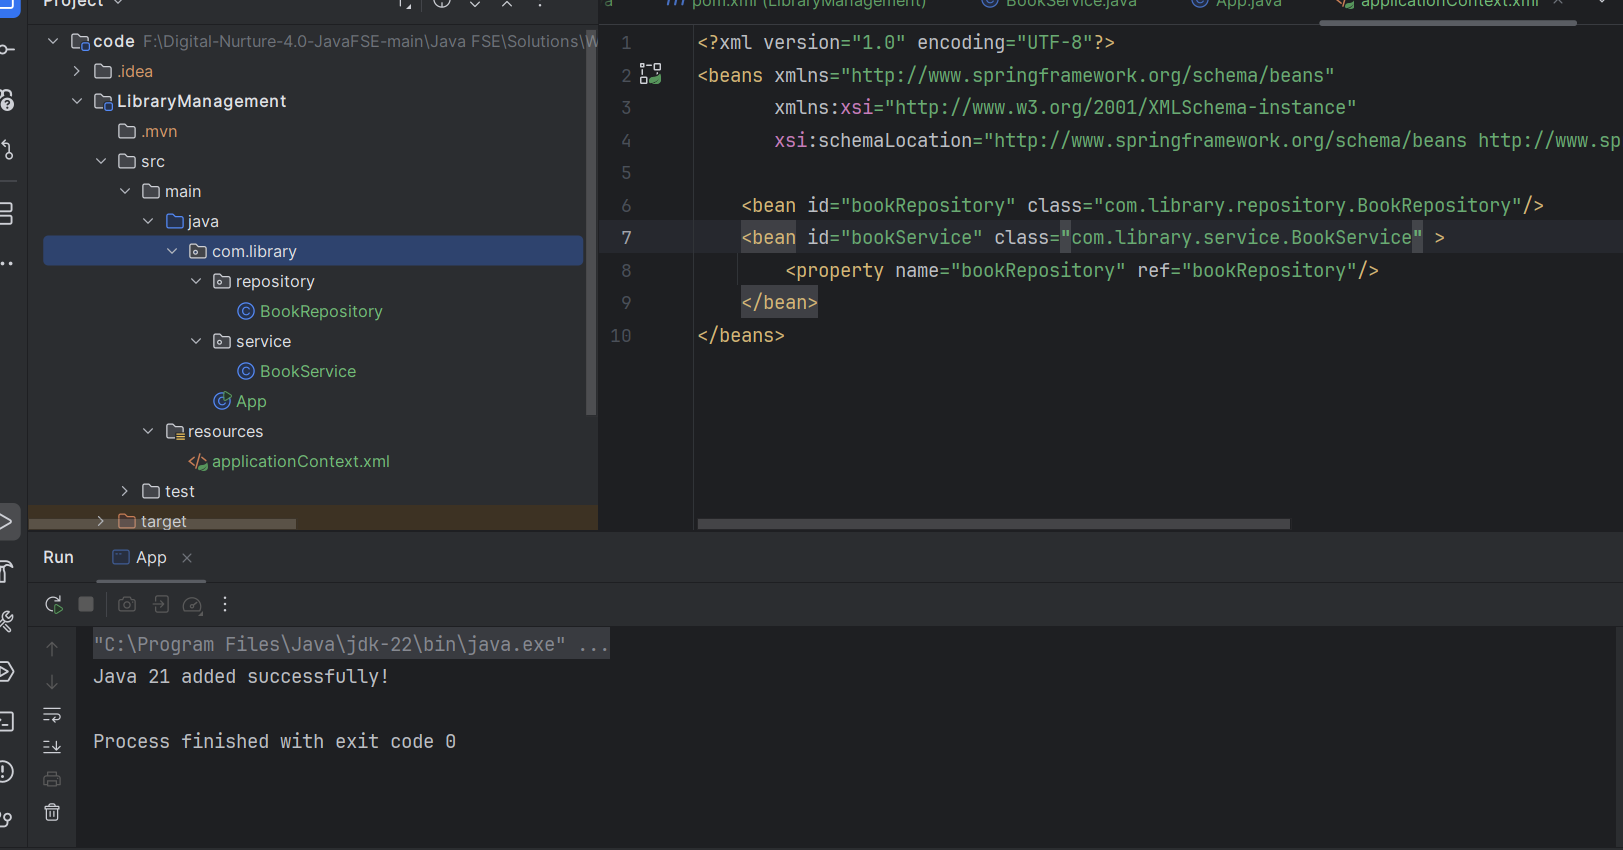 Project
code F:\Digital-Nurture-4.0-JavaFSE-main\Java FSE\Solutions\W
.idea
LibraryManagement
.mvn
src
main
java
com.library
repository
BookRepository
service
BookService
App
resources
applicationContext.xml
test
target
pom.xml (LibraryManagement)
BookService.java
App.java
applicationContext.xml
1 <?xml version="1.0" encoding="UTF-8"?>
2 <beans xmlns="http://www.springframework.org/schema/beans"
3 xmlns:xsi="http://www.w3.org/2001/XMLSchema-instance"
4 xsi:schemaLocation="http://www.springframework.org/schema/beans http://www.sp
5
6 <bean id="bookRepository" class="com.library.repository.BookRepository"/>
7 <bean id="bookService" class="com.library.service.BookService" >
8 <property name="bookRepository" ref="bookRepository"/>
9 </bean>
10 </beans>
Run
App
"C:\Program Files\Java\jdk-22\bin\java.exe" ...
Java 21 added successfully!
Process finished with exit code 0